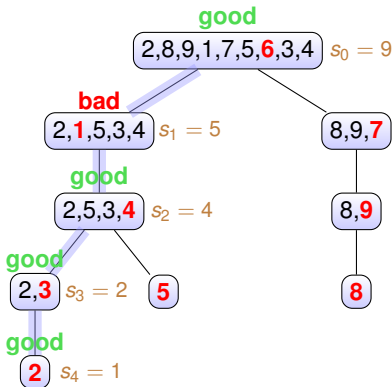 good
2,8,9,1,7,5,6,3,4 s₀ = 9
bad
2,1,5,3,4 s₁ = 5 8,9,7
good
2,5,3,4 s₂ = 4 8,9
good
2,3 s₃ = 2 5 8
good
2 s₄ = 1